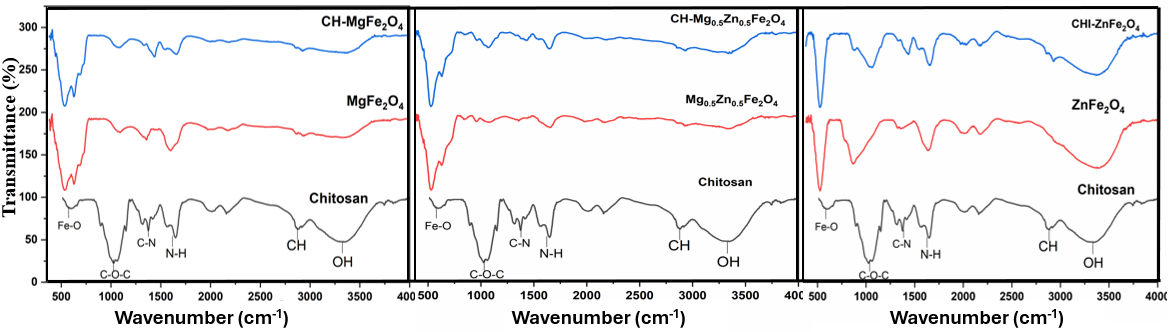 Transmittance (%)
300
250
200
150
100
50
0
CH-MgFe₂O₄
MgFe₂O₄
Chitosan
Fe-O
C-O-C
C-N
N-H
CH
OH
500 1000 1500 2000 2500 3000 3500 400
Wavenumber (cm⁻¹)
CH-Mg₀.₅Zn₀.₅Fe₂O₄
Mg₀.₅Zn₀.₅Fe₂O₄
Chitosan
Fe-O
C-O-C
C-N
N-H
CH
OH
500 1000 1500 2000 2500 3000 3500 400
Wavenumber (cm⁻¹)
CHI-ZnFe₂O₄
ZnFe₂O₄
Chitosan
Fe-O
C-O-C
C-N
N-H
CH
OH
500 1000 1500 2000 2500 3000 3500 4000
Wavenumber (cm⁻¹)